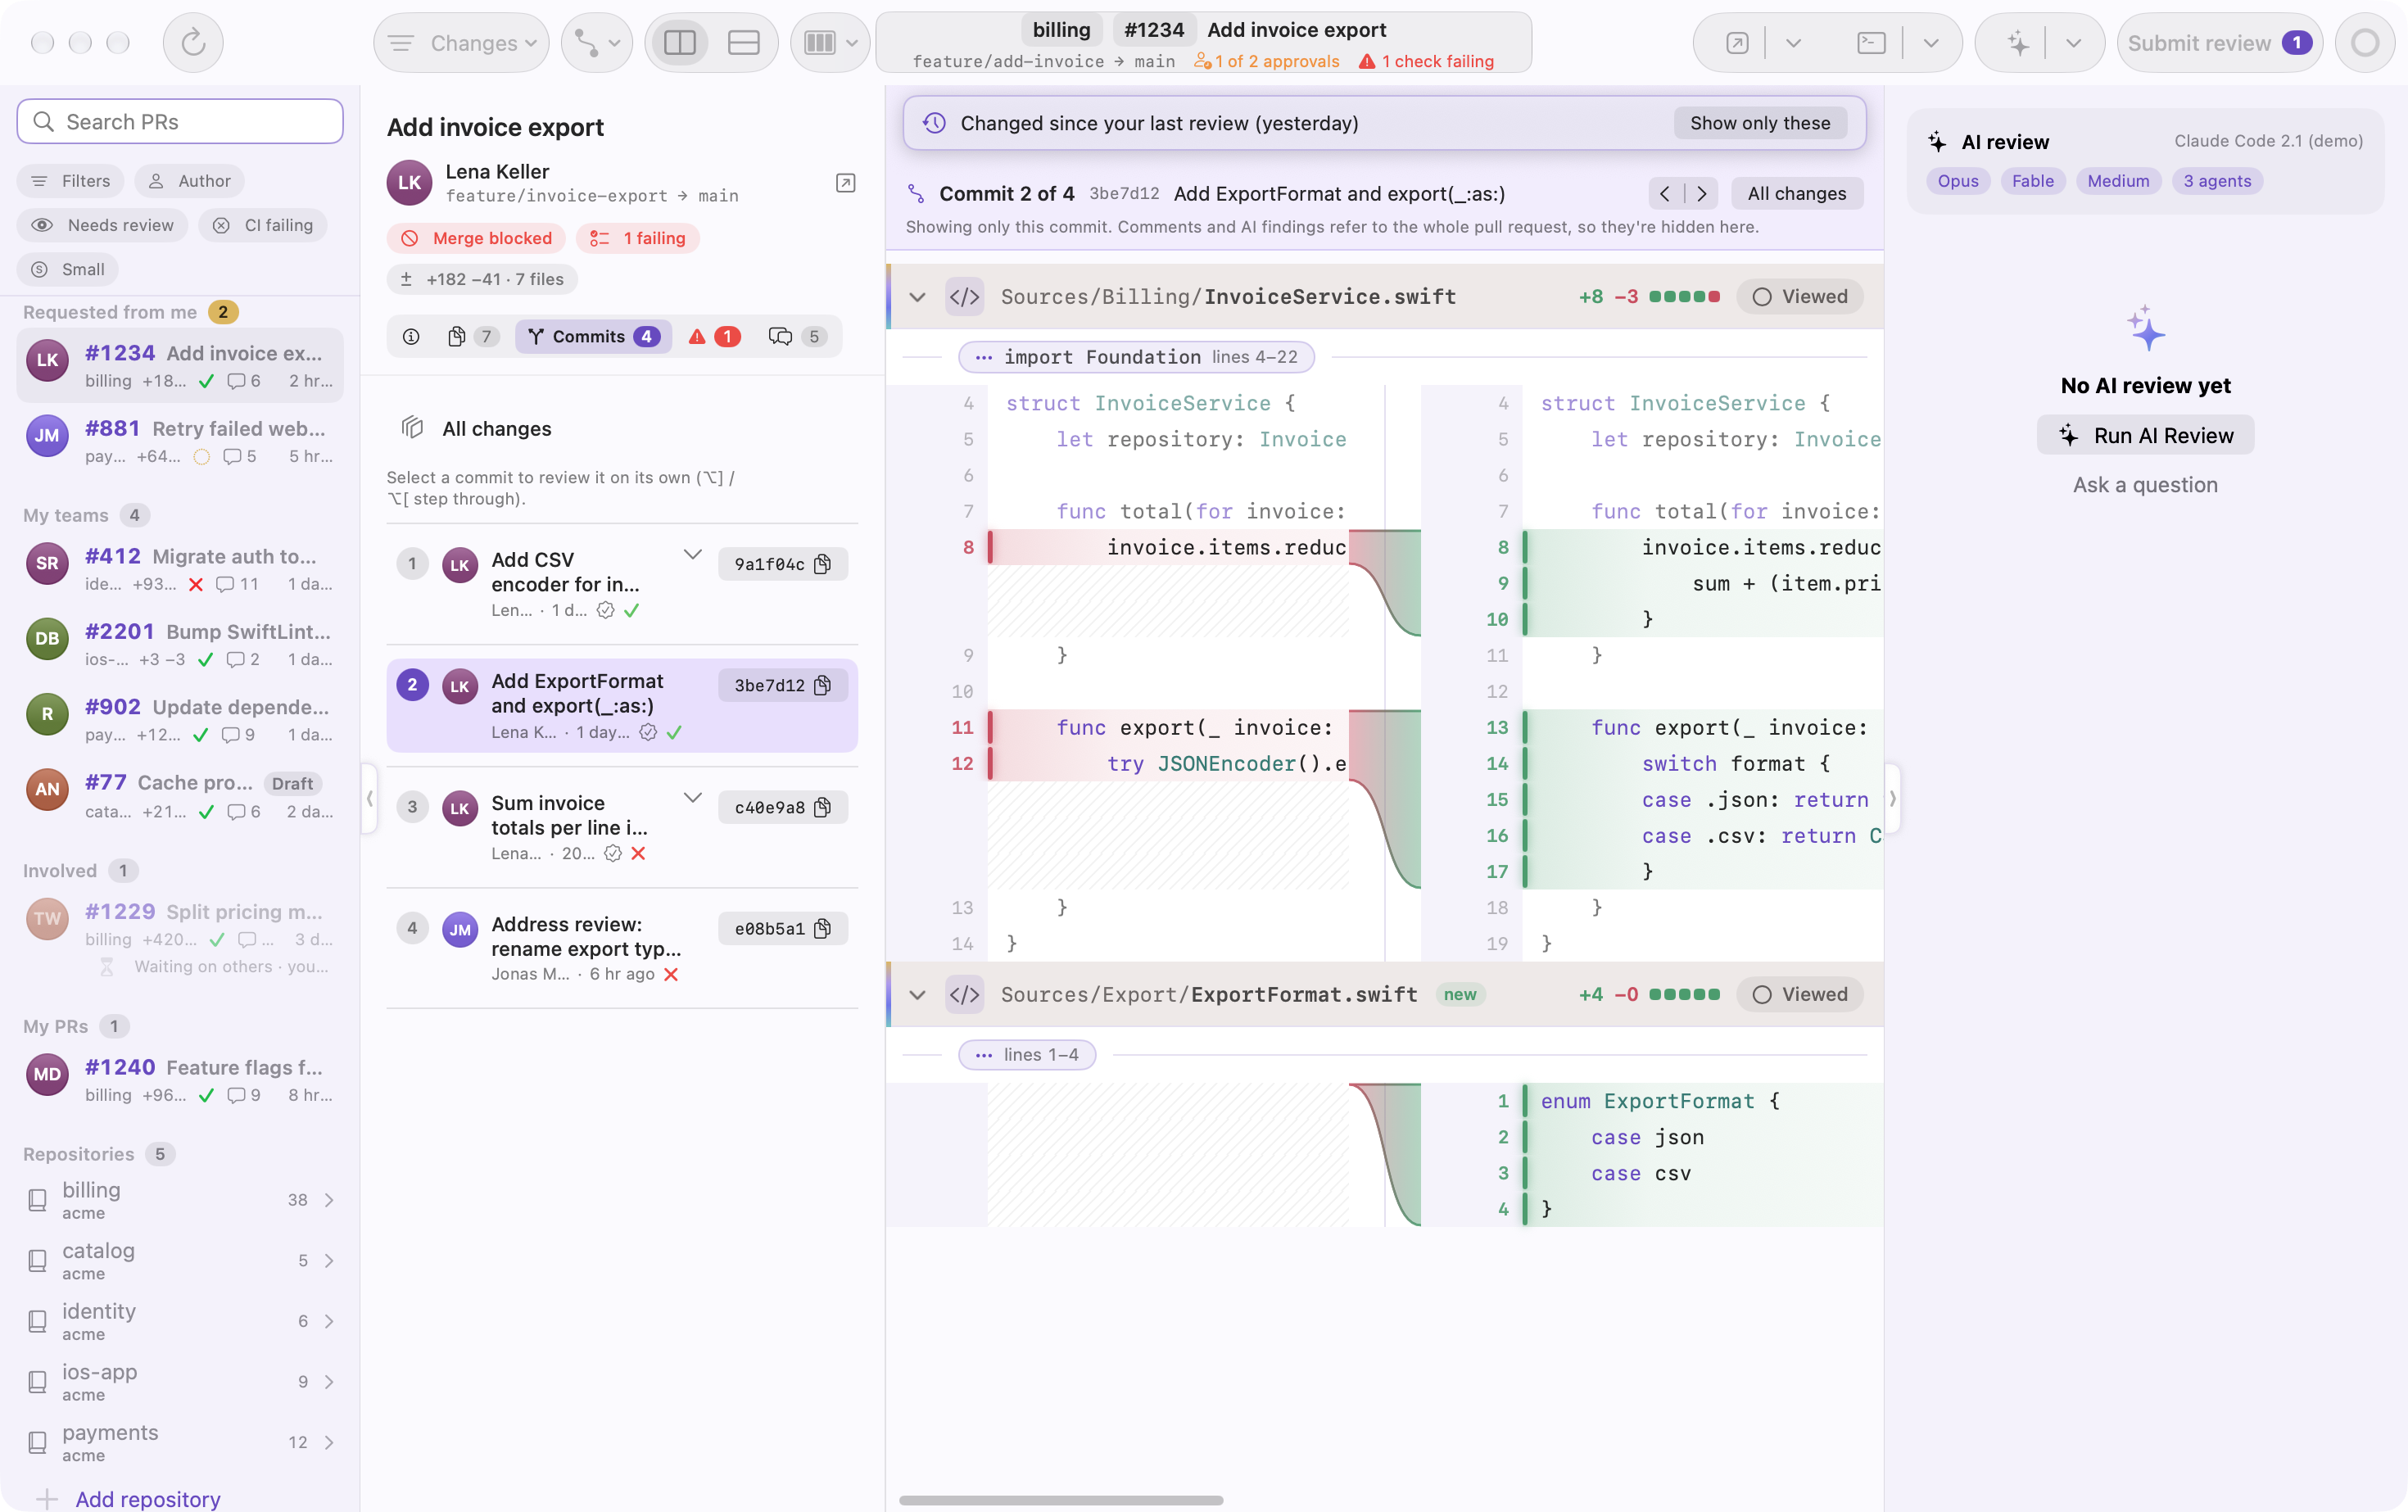 Changes
billing #1234 Add invoice export
feature/add-invoice → main 1 of 2 approvals 1 check failing
Submit review 1
Search PRs
Filters Author
Needs review CI failing
Small
Requested from me 2
LK #1234 Add invoice ex...
billing +18... 6 2 hr...
JM #881 Retry failed web...
pay... +64... 5 5 hr...
My teams 4
SR #412 Migrate auth to...
ide... +93... 11 1 da...
DB #2201 Bump SwiftLint...
ios-... +3 −3 2 1 da...
R #902 Update depende...
pay... +12... 9 1 da...
AN #77 Cache pro... Draft
cata... +21... 6 2 da...
Involved 1
TW #1229 Split pricing m...
billing +420... ... 3 d...
Waiting on others · you...
My PRs 1
MD #1240 Feature flags f...
billing +96... 9 8 hr...
Repositories 5
billing 38
acme
catalog 5
acme
identity 6
acme
ios-app 9
acme
payments 12
acme
Add repository
Add invoice export
LK Lena Keller
feature/invoice-export → main
Merge blocked 1 failing
+182 −41 · 7 files
7 Commits 4 1 5
All changes
Select a commit to review it on its own (⌥] /
⌥[ step through).
1 LK Add CSV
encoder for in... 9a1f04c
Len... · 1 d...
2 LK Add ExportFormat
and export(_:as:) 3be7d12
Lena K... · 1 day...
3 LK Sum invoice
totals per line i... c40e9a8
Lena... · 20...
4 JM Address review:
rename export typ... e08b5a1
Jonas M... · 6 hr ago
Changed since your last review (yesterday) Show only these
Commit 2 of 4 3be7d12 Add ExportFormat and export(_:as:) All changes
Showing only this commit. Comments and AI findings refer to the whole pull request, so they're hidden here.
</> Sources/Billing/InvoiceService.swift +8 −3 Viewed
··· import Foundation lines 4–22
4 struct InvoiceService { 4 struct InvoiceService {
5 let repository: Invoice 5 let repository: Invoice
6 6
7 func total(for invoice: 7 func total(for invoice:
8 invoice.items.reduc 8 invoice.items.reduc
9 sum + (item.pri
10 }
9 } 11 }
10 12
11 func export(_ invoice: 13 func export(_ invoice:
12 try JSONEncoder().e 14 switch format {
15 case .json: return
16 case .csv: return C
17 }
13 } 18 }
14 } 19 }
</> Sources/Export/ExportFormat.swift new +4 −0 Viewed
··· lines 1–4
1 enum ExportFormat {
2 case json
3 case csv
4 }
AI review Claude Code 2.1 (demo)
Opus Fable Medium 3 agents
No AI review yet
Run AI Review
Ask a question